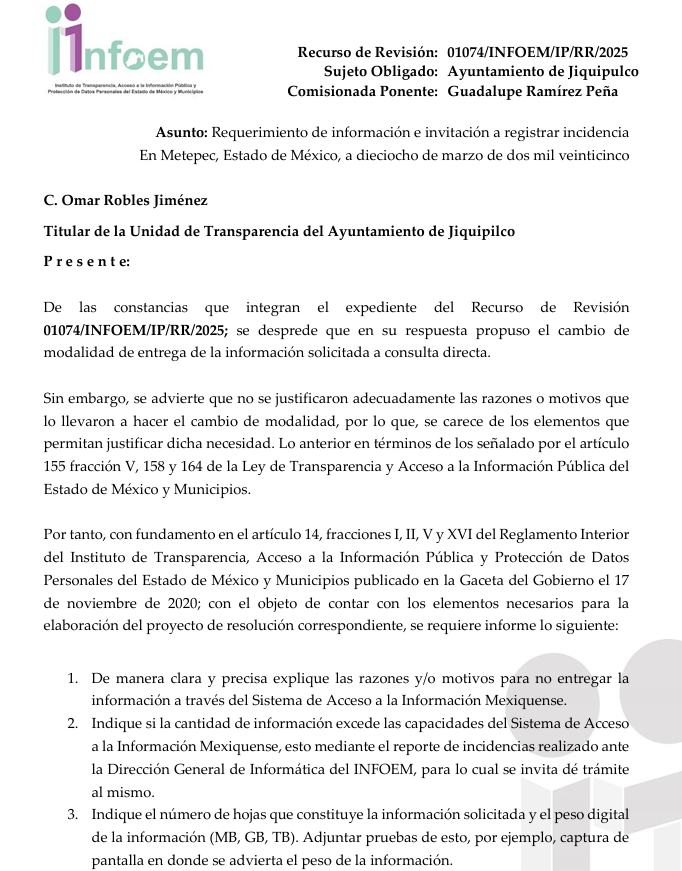 infoem
Instituto de Transparencia, Acceso a la Información Pública y
Protección de Datos Personales del Estado de México y Municipios
Recurso de Revisión: 01074/INFOEM/IP/RR/2025
Sujeto Obligado: Ayuntamiento de Jiquipulco
Comisionada Ponente: Guadalupe Ramírez Peña
Asunto: Requerimiento de información e invitación a registrar incidencia
En Metepec, Estado de México, a dieciocho de marzo de dos mil veinticinco
C. Omar Robles Jiménez
Titular de la Unidad de Transparencia del Ayuntamiento de Jiquipilco
P r e s e n t e:
De las constancias que integran el expediente del Recurso de Revisión
01074/INFOEM/IP/RR/2025; se desprede que en su respuesta propuso el cambio de
modalidad de entrega de la información solicitada a consulta directa.
Sin embargo, se advierte que no se justificaron adecuadamente las razones o motivos que
lo llevaron a hacer el cambio de modalidad, por lo que, se carece de los elementos que
permitan justificar dicha necesidad. Lo anterior en términos de los señalado por el artículo
155 fracción V, 158 y 164 de la Ley de Transparencia y Acceso a la Información Pública del
Estado de México y Municipios.
Por tanto, con fundamento en el artículo 14, fracciones I, II, V y XVI del Reglamento Interior
del Instituto de Transparencia, Acceso a la Información Pública y Protección de Datos
Personales del Estado de México y Municipios publicado en la Gaceta del Gobierno el 17
de noviembre de 2020; con el objeto de contar con los elementos necesarios para la
elaboración del proyecto de resolución correspondiente, se requiere informe lo siguiente:
1. De manera clara y precisa explique las razones y/o motivos para no entregar la
información a través del Sistema de Acceso a la Información Mexiquense.
2. Indique si la cantidad de información excede las capacidades del Sistema de Acceso
a la Información Mexiquense, esto mediante el reporte de incidencias realizado ante
la Dirección General de Informática del INFOEM, para lo cual se invita dé trámite
al mismo.
3. Indique el número de hojas que constituye la información solicitada y el peso digital
de la información (MB, GB, TB). Adjuntar pruebas de esto, por ejemplo, captura de
pantalla en donde se advierta el peso de la información.